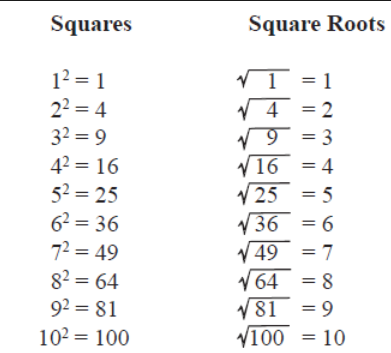 Squares Square Roots
1² = 1 √1 = 1
2² = 4 √4 = 2
3² = 9 √9 = 3
4² = 16 √16 = 4
5² = 25 √25 = 5
6² = 36 √36 = 6
7² = 49 √49 = 7
8² = 64 √64 = 8
9² = 81 √81 = 9
10² = 100 √100 = 10